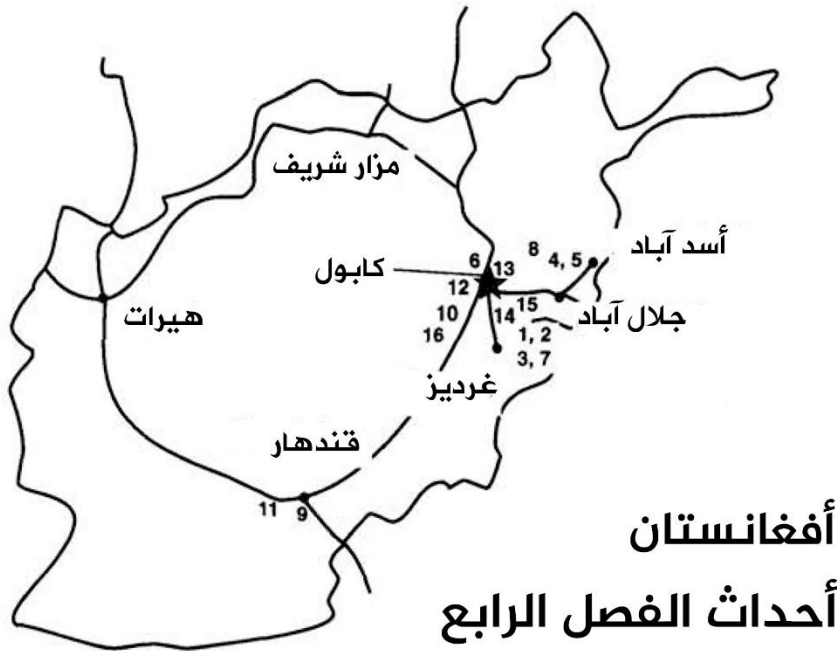 مزار شريف
أسد آباد
8
4, 5
6
13
كابول
12
15
جلال آباد
هيرات
10
14
1, 2
16
3, 7
غرديز
قندهار
11
9
أفغانستان
أحداث الفصل الرابع